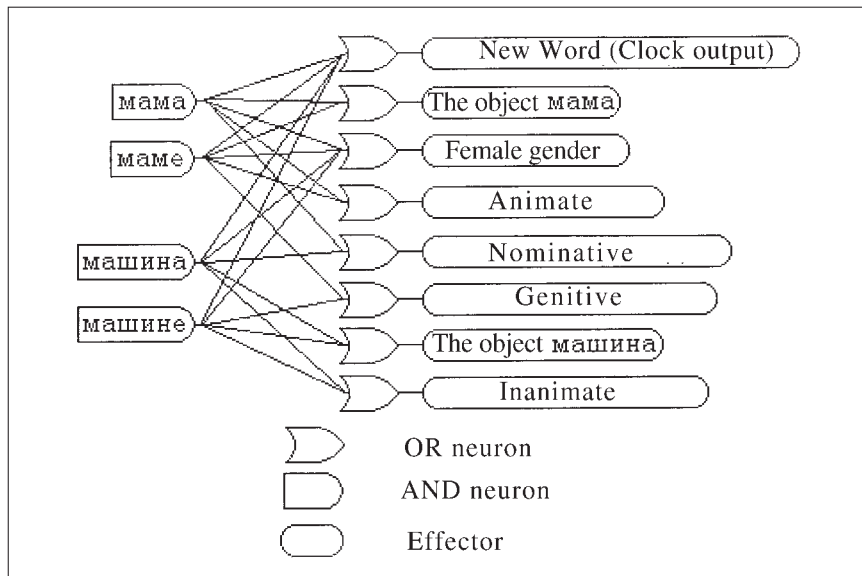 New Word (Clock output)
мама
The object мама
маме
Female gender
Animate
Nominative
машина
Genitive
машине
The object машина
Inanimate
OR neuron
AND neuron
Effector